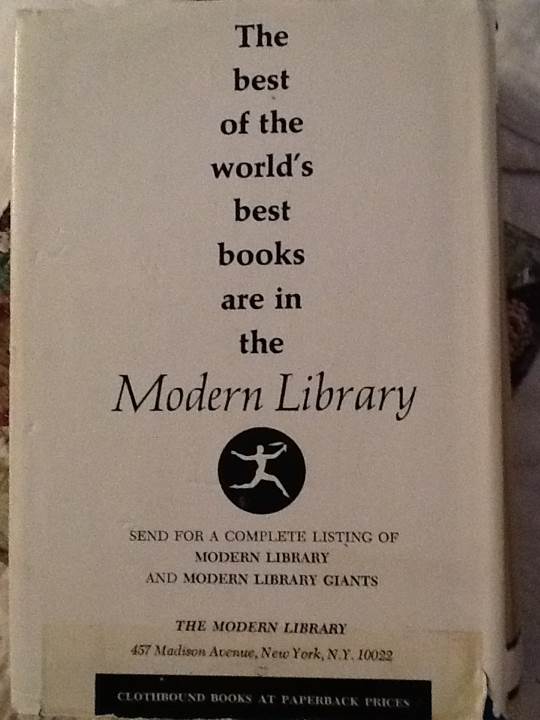 The
best
of the
world's
best
books
are in
the
Modern Library
SEND FOR A COMPLETE LISTING OF
MODERN LIBRARY
AND MODERN LIBRARY GIANTS
THE MODERN LIBRARY
457 Madison Avenue, New York, N.Y. 10022
CLOTHBOUND BOOKS AT PAPERBACK PRICES